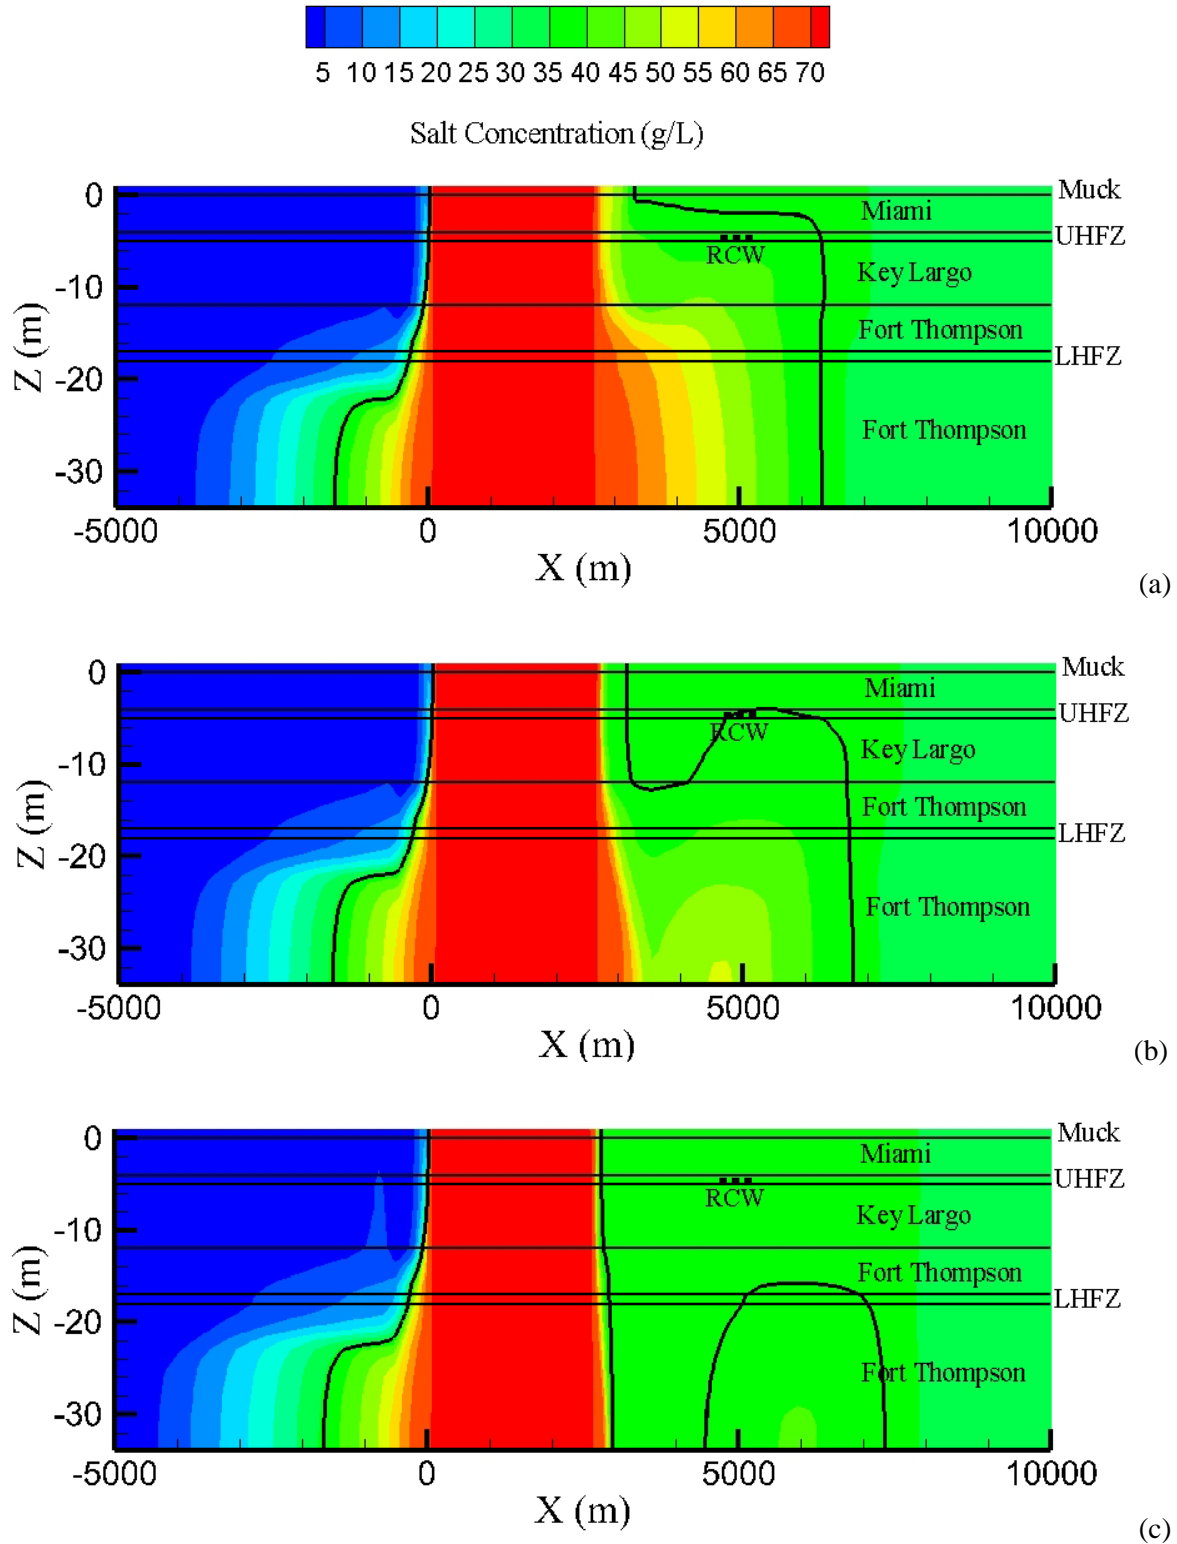 5 10 15 20 25 30 35 40 45 50 55 60 65 70
Salt Concentration (g/L)
0
-10
-20
-30
Z (m)
Muck
Miami
UHFZ
RCW
Key Largo
Fort Thompson
LHFZ
Fort Thompson
-5000 0 5000 10000
X (m)
(a)
0
-10
-20
-30
Z (m)
Muck
Miami
UHFZ
RCW
Key Largo
Fort Thompson
LHFZ
Fort Thompson
-5000 0 5000 10000
X (m)
(b)
0
-10
-20
-30
Z (m)
Muck
Miami
UHFZ
RCW
Key Largo
Fort Thompson
LHFZ
Fort Thompson
-5000 0 5000 10000
X (m)
(c)